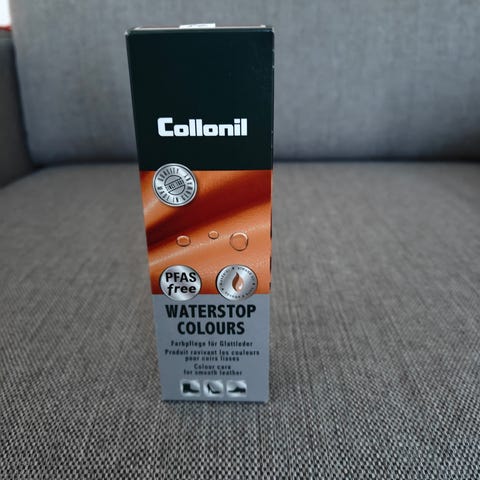 Collonil
PFAS
free
WATERSTOP
COLOURS
Farbpflege für Glattleder
Produit ravivant les couleurs
pour cuirs lisses
Colour care
for smooth leather